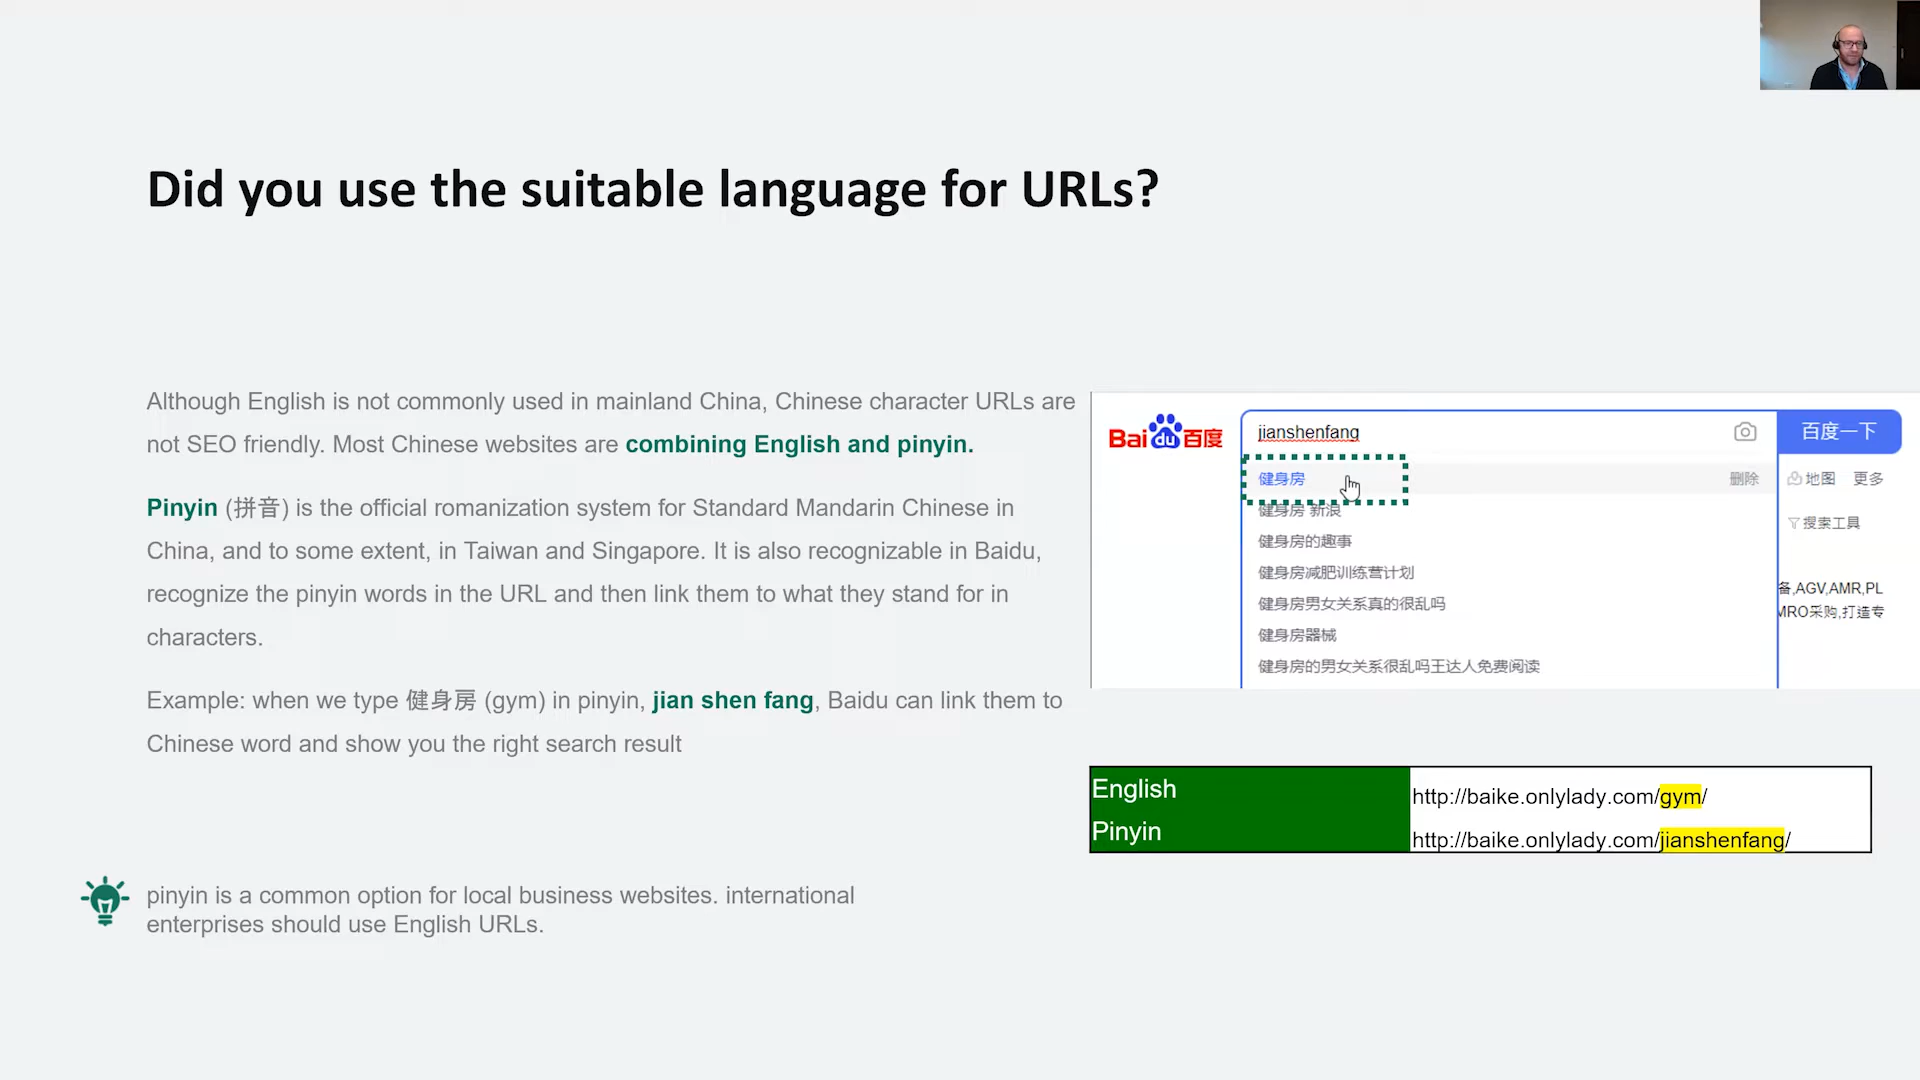 Did you use the suitable language for URLs?
Although English is not commonly used in mainland China, Chinese character URLs are
not SEO friendly. Most Chinese websites are combining English and pinyin.
Pinyin (拼音) is the official romanization system for Standard Mandarin Chinese in
China, and to some extent, in Taiwan and Singapore. It is also recognizable in Baidu,
recognize the pinyin words in the URL and then link them to what they stand for in
characters.
Example: when we type 健身房 (gym) in pinyin, jian shen fang, Baidu can link them to
Chinese word and show you the right search result
pinyin is a common option for local business websites. international
enterprises should use English URLs.
Bai du 百度
jianshenfang
百度一下
健身房
删除
地图 更多
健身房 新浪
搜索工具
健身房的趣事
健身房减肥训练营计划
备,AGV,AMR,PL
健身房男女关系真的很乱吗
MRO采购,打造专
健身房器械
健身房的男女关系很乱吗王达人免费阅读
English http://baike.onlylady.com/gym/
Pinyin http://baike.onlylady.com/jianshenfang/